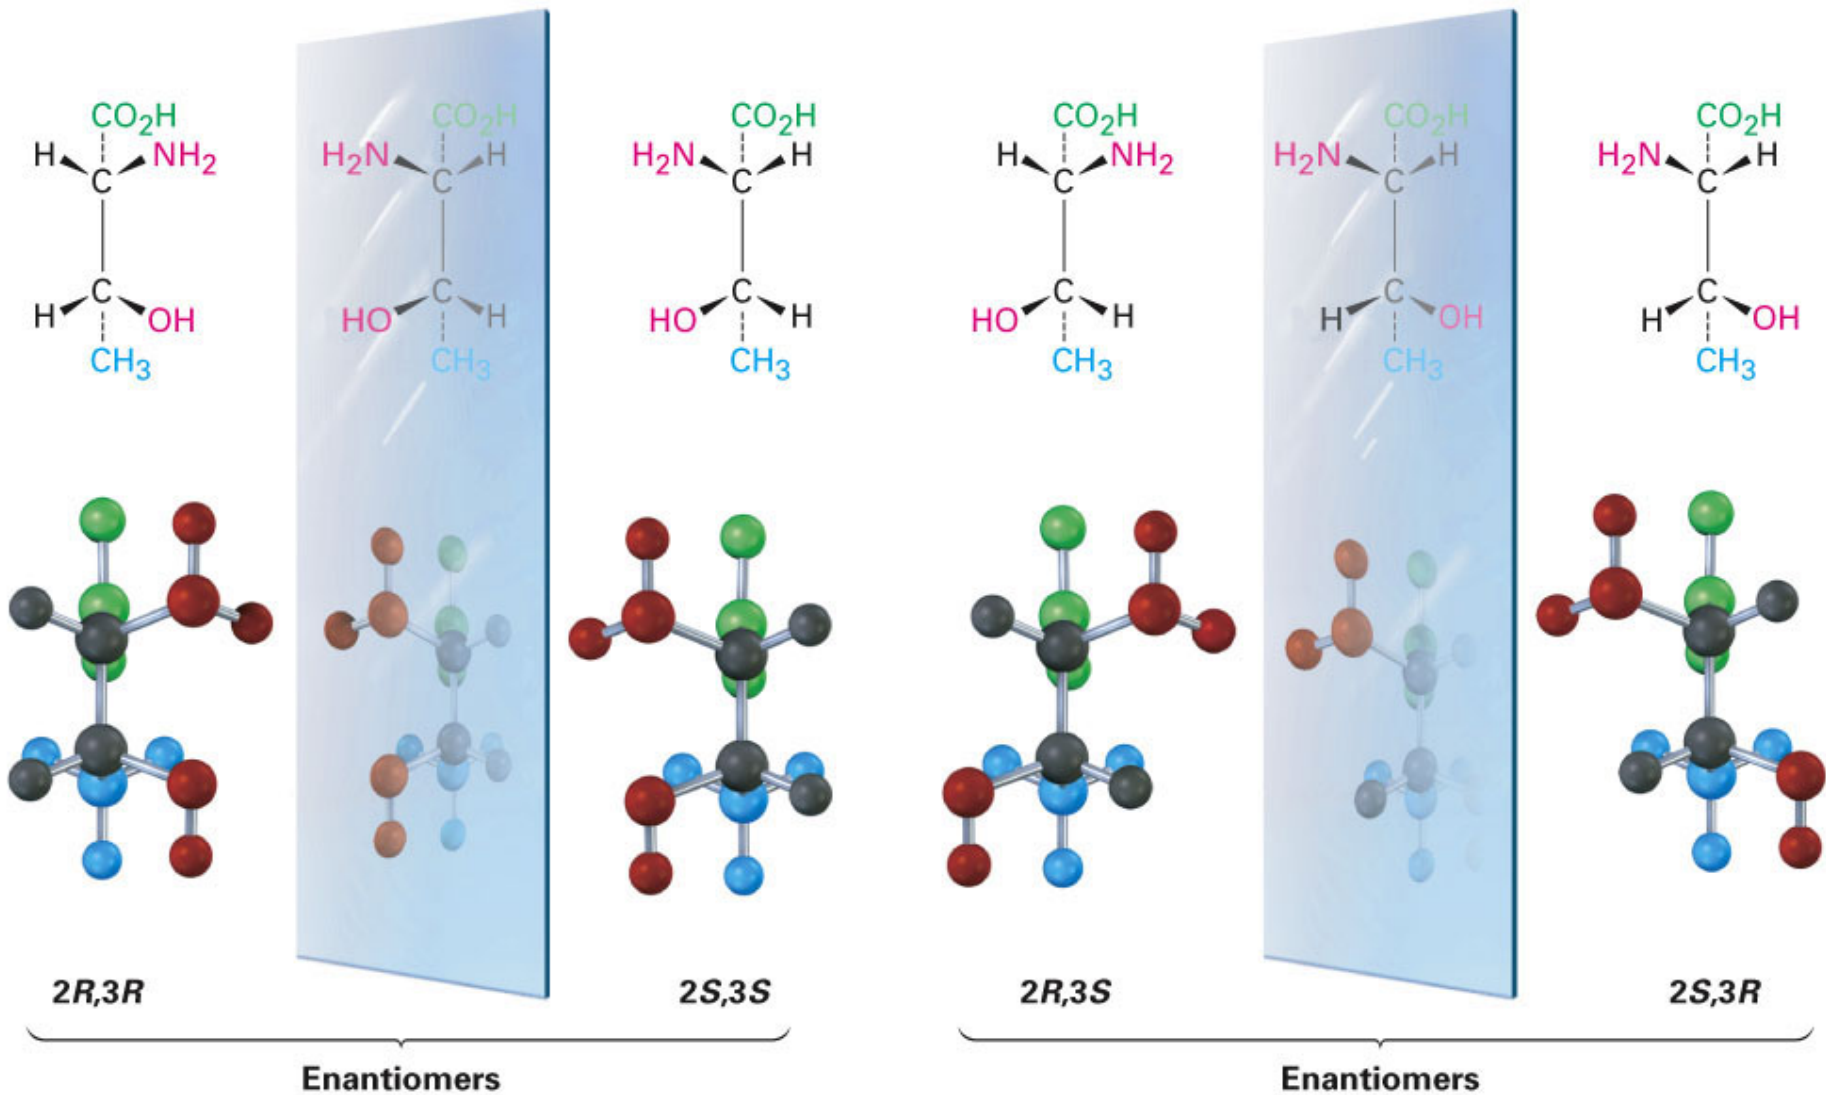 CO₂H
H NH₂
C
C
H OH
CH₃
CO₂H
H₂N H
C
C
HO H
CH₃
CO₂H
H₂N H
C
C
HO H
CH₃
CO₂H
H NH₂
C
C
HO H
CH₃
CO₂H
H₂N H
C
C
H OH
CH₃
CO₂H
H₂N H
C
C
H OH
CH₃
2R,3R
2S,3S
2R,3S
2S,3R
Enantiomers
Enantiomers